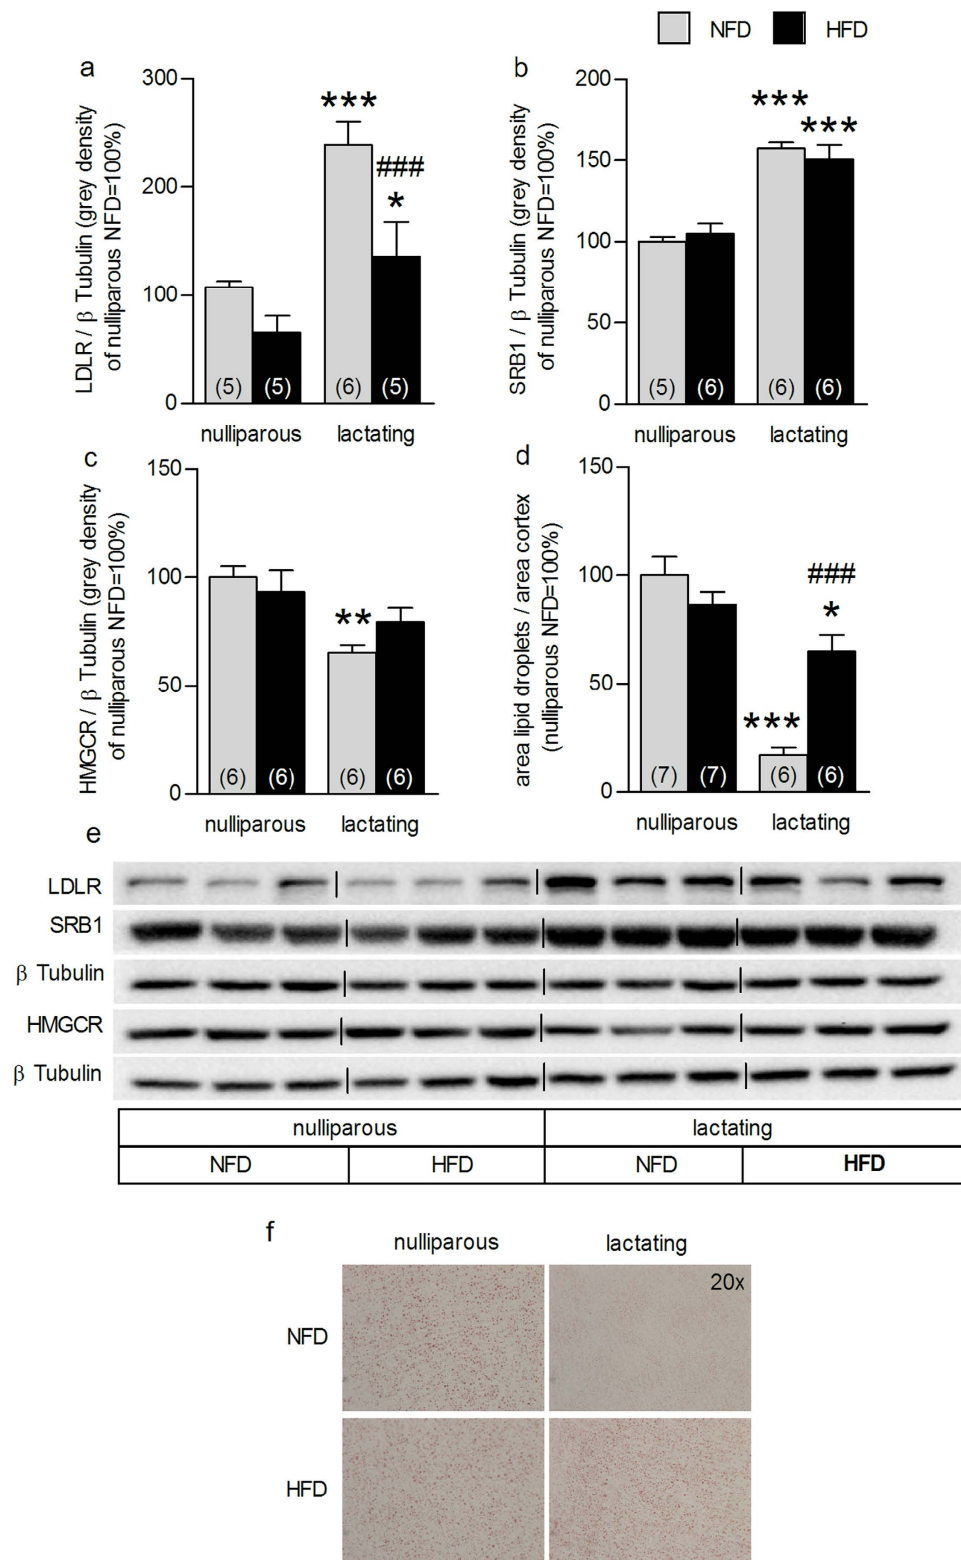 NFD HFD
a
LDLR / β Tubulin (grey density
of nulliparous NFD=100%)
300
200
100
0
***
###
*
(5) (5) (6) (5)
nulliparous lactating
b
SRB1 / β Tubulin (grey density
of nulliparous NFD=100%)
200
150
100
50
0
***
***
(5) (6) (6) (6)
nulliparous lactating
c
HMGCR / β Tubulin (grey density
of nulliparous NFD=100%)
150
100
50
0
**
(6) (6) (6) (6)
nulliparous lactating
d
area lipid droplets / area cortex
(nulliparous NFD=100%)
150
100
50
0
###
*
***
(7) (7) (6) (6)
nulliparous lactating
e
LDLR
SRB1
β Tubulin
HMGCR
β Tubulin
nulliparous lactating
NFD HFD NFD HFD
f
nulliparous lactating
20x
NFD
HFD